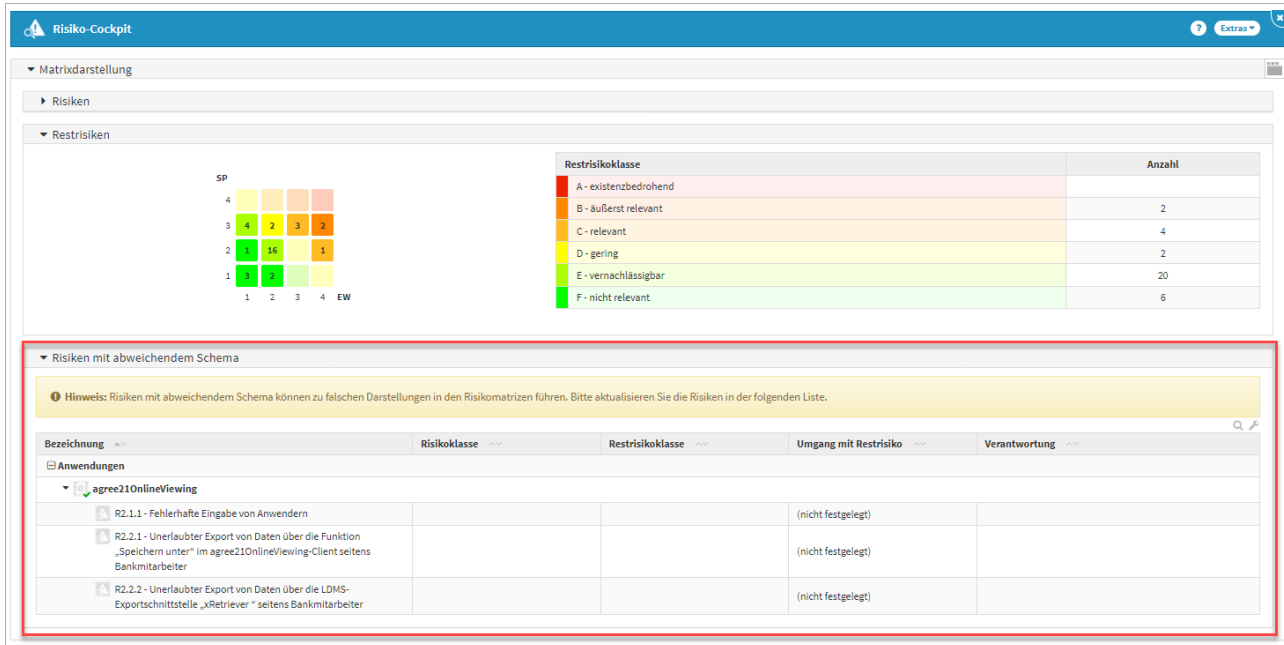 Risiko-Cockpit ? Extras
Matrixdarstellung
Risiken
Restrisiken
SP
4
3 4 2 3 2
2 1 16 1
1 3 2
1 2 3 4 EW
Restrisikoklasse Anzahl
A - existenzbedrohend
B - äußerst relevant 2
C - relevant 4
D - gering 2
E - vernachlässigbar 20
F - nicht relevant 6
Risiken mit abweichendem Schema
Hinweis: Risiken mit abweichendem Schema können zu falschen Darstellungen in den Risikomatrizen führen. Bitte aktualisieren Sie die Risiken in der folgenden Liste.
Bezeichnung Risikoklasse Restrisikoklasse Umgang mit Restrisiko Verantwortung
Anwendungen
agree21OnlineViewing
R2.1.1 - Fehlerhafte Eingabe von Anwendern (nicht festgelegt)
R2.2.1 - Unerlaubter Export von Daten über die Funktion
„Speichern unter“ im agree21OnlineViewing-Client seitens (nicht festgelegt)
Bankmitarbeiter
R2.2.2 - Unerlaubter Export von Daten über die LDMS-
Exportschnittstelle „xRetriever “ seitens Bankmitarbeiter (nicht festgelegt)